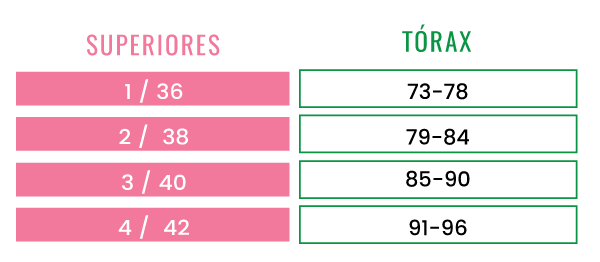 SUPERIORES TÓRAX
1 / 36 73-78
2 / 38 79-84
3 / 40 85-90
4 / 42 91-96